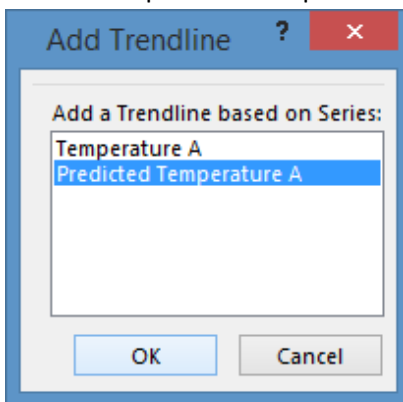 Add Trendline ? ×
Add a Trendline based on Series:
Temperature A
Predicted Temperature A
OK Cancel